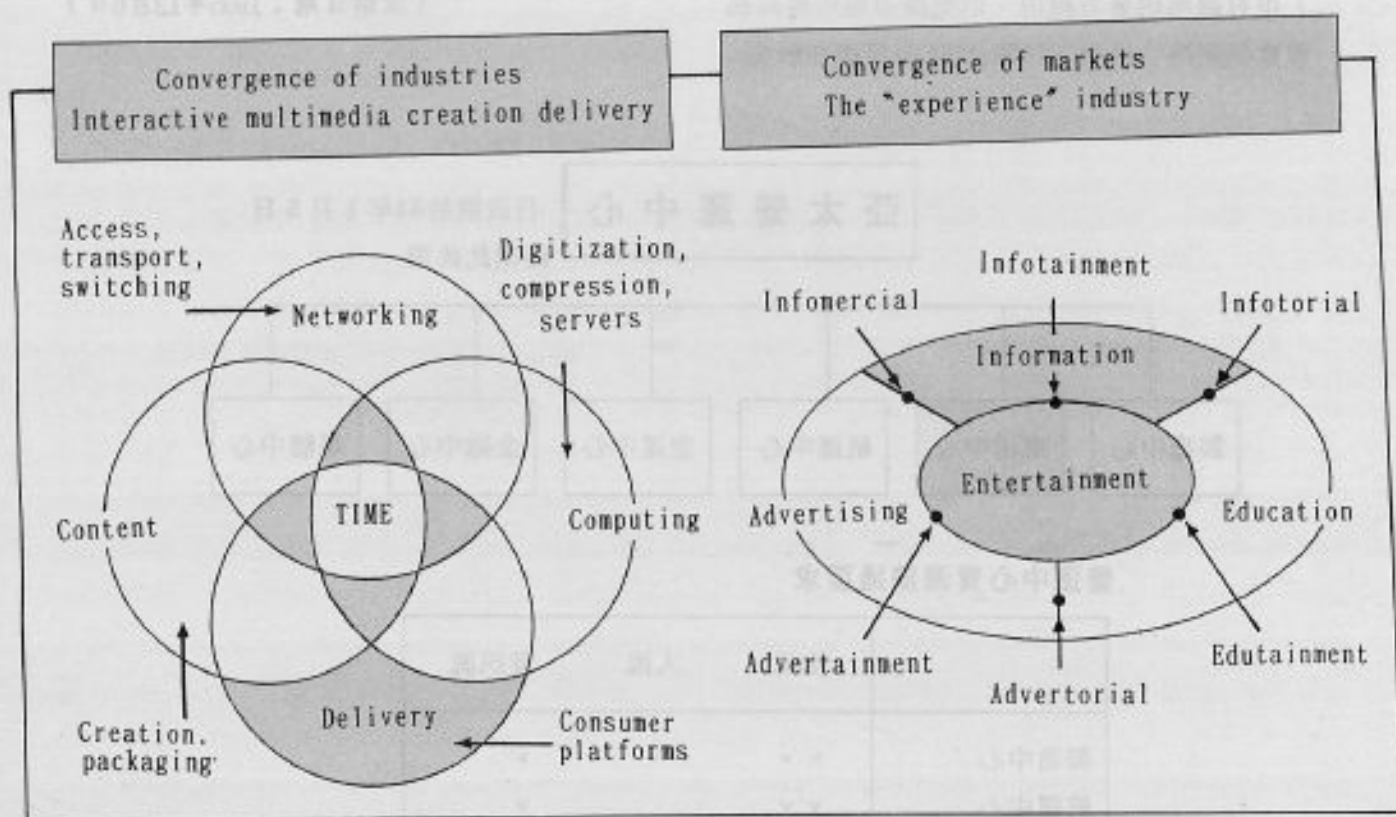 Convergence of industries
Interactive multimedia creation delivery
Convergence of markets
The "experience" industry
Access,
transport,
switching
Networking
Digitization,
compression,
servers
Content
TIME
Computing
Creation.
packaging
Delivery
Consumer
platforms
Infotainment
Infomercial
Infotorial
Information
Entertainment
Advertising
Education
Advertainment
Advertorial
Edutainment